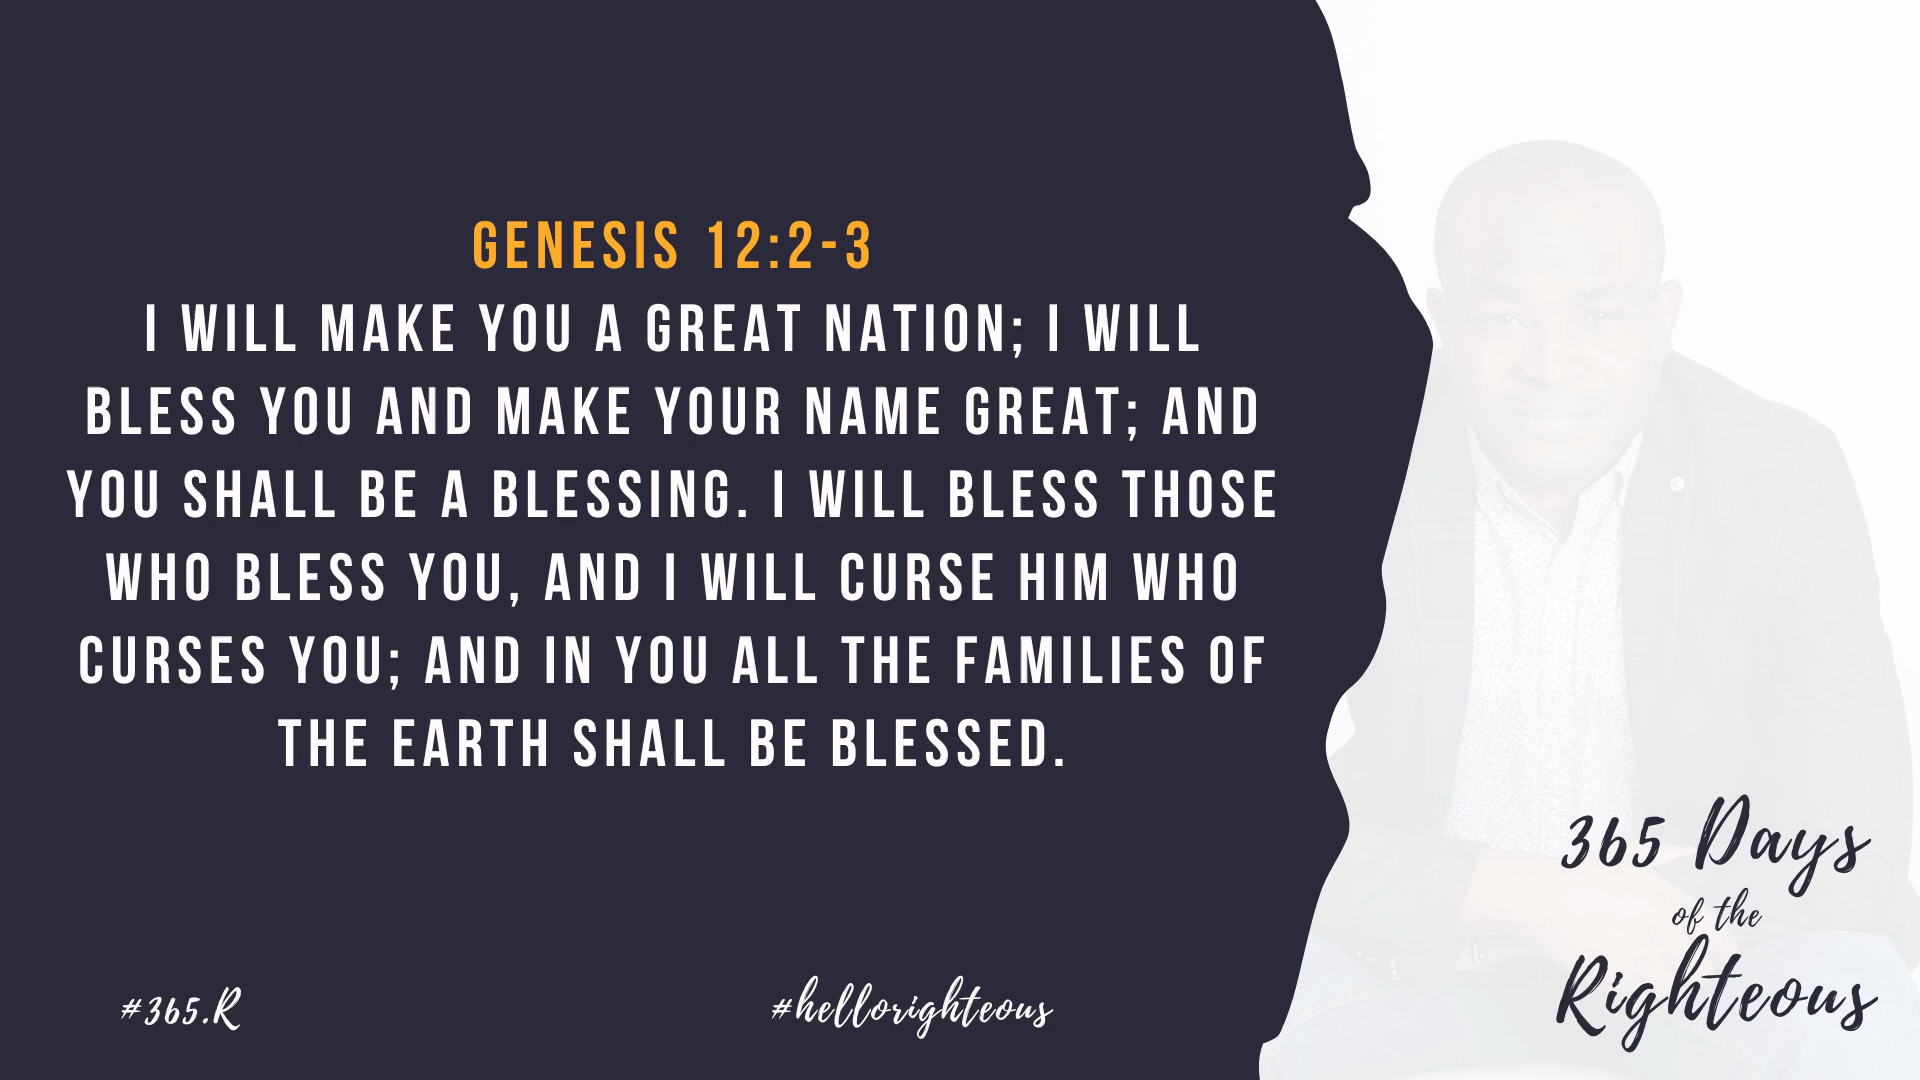 GENESIS 12:2-3
I WILL MAKE YOU A GREAT NATION; I WILL
BLESS YOU AND MAKE YOUR NAME GREAT; AND
YOU SHALL BE A BLESSING. I WILL BLESS THOSE
WHO BLESS YOU, AND I WILL CURSE HIM WHO
CURSES YOU; AND IN YOU ALL THE FAMILIES OF
THE EARTH SHALL BE BLESSED.
#365.R
#hellorighteous
365 Days
of the
Righteous